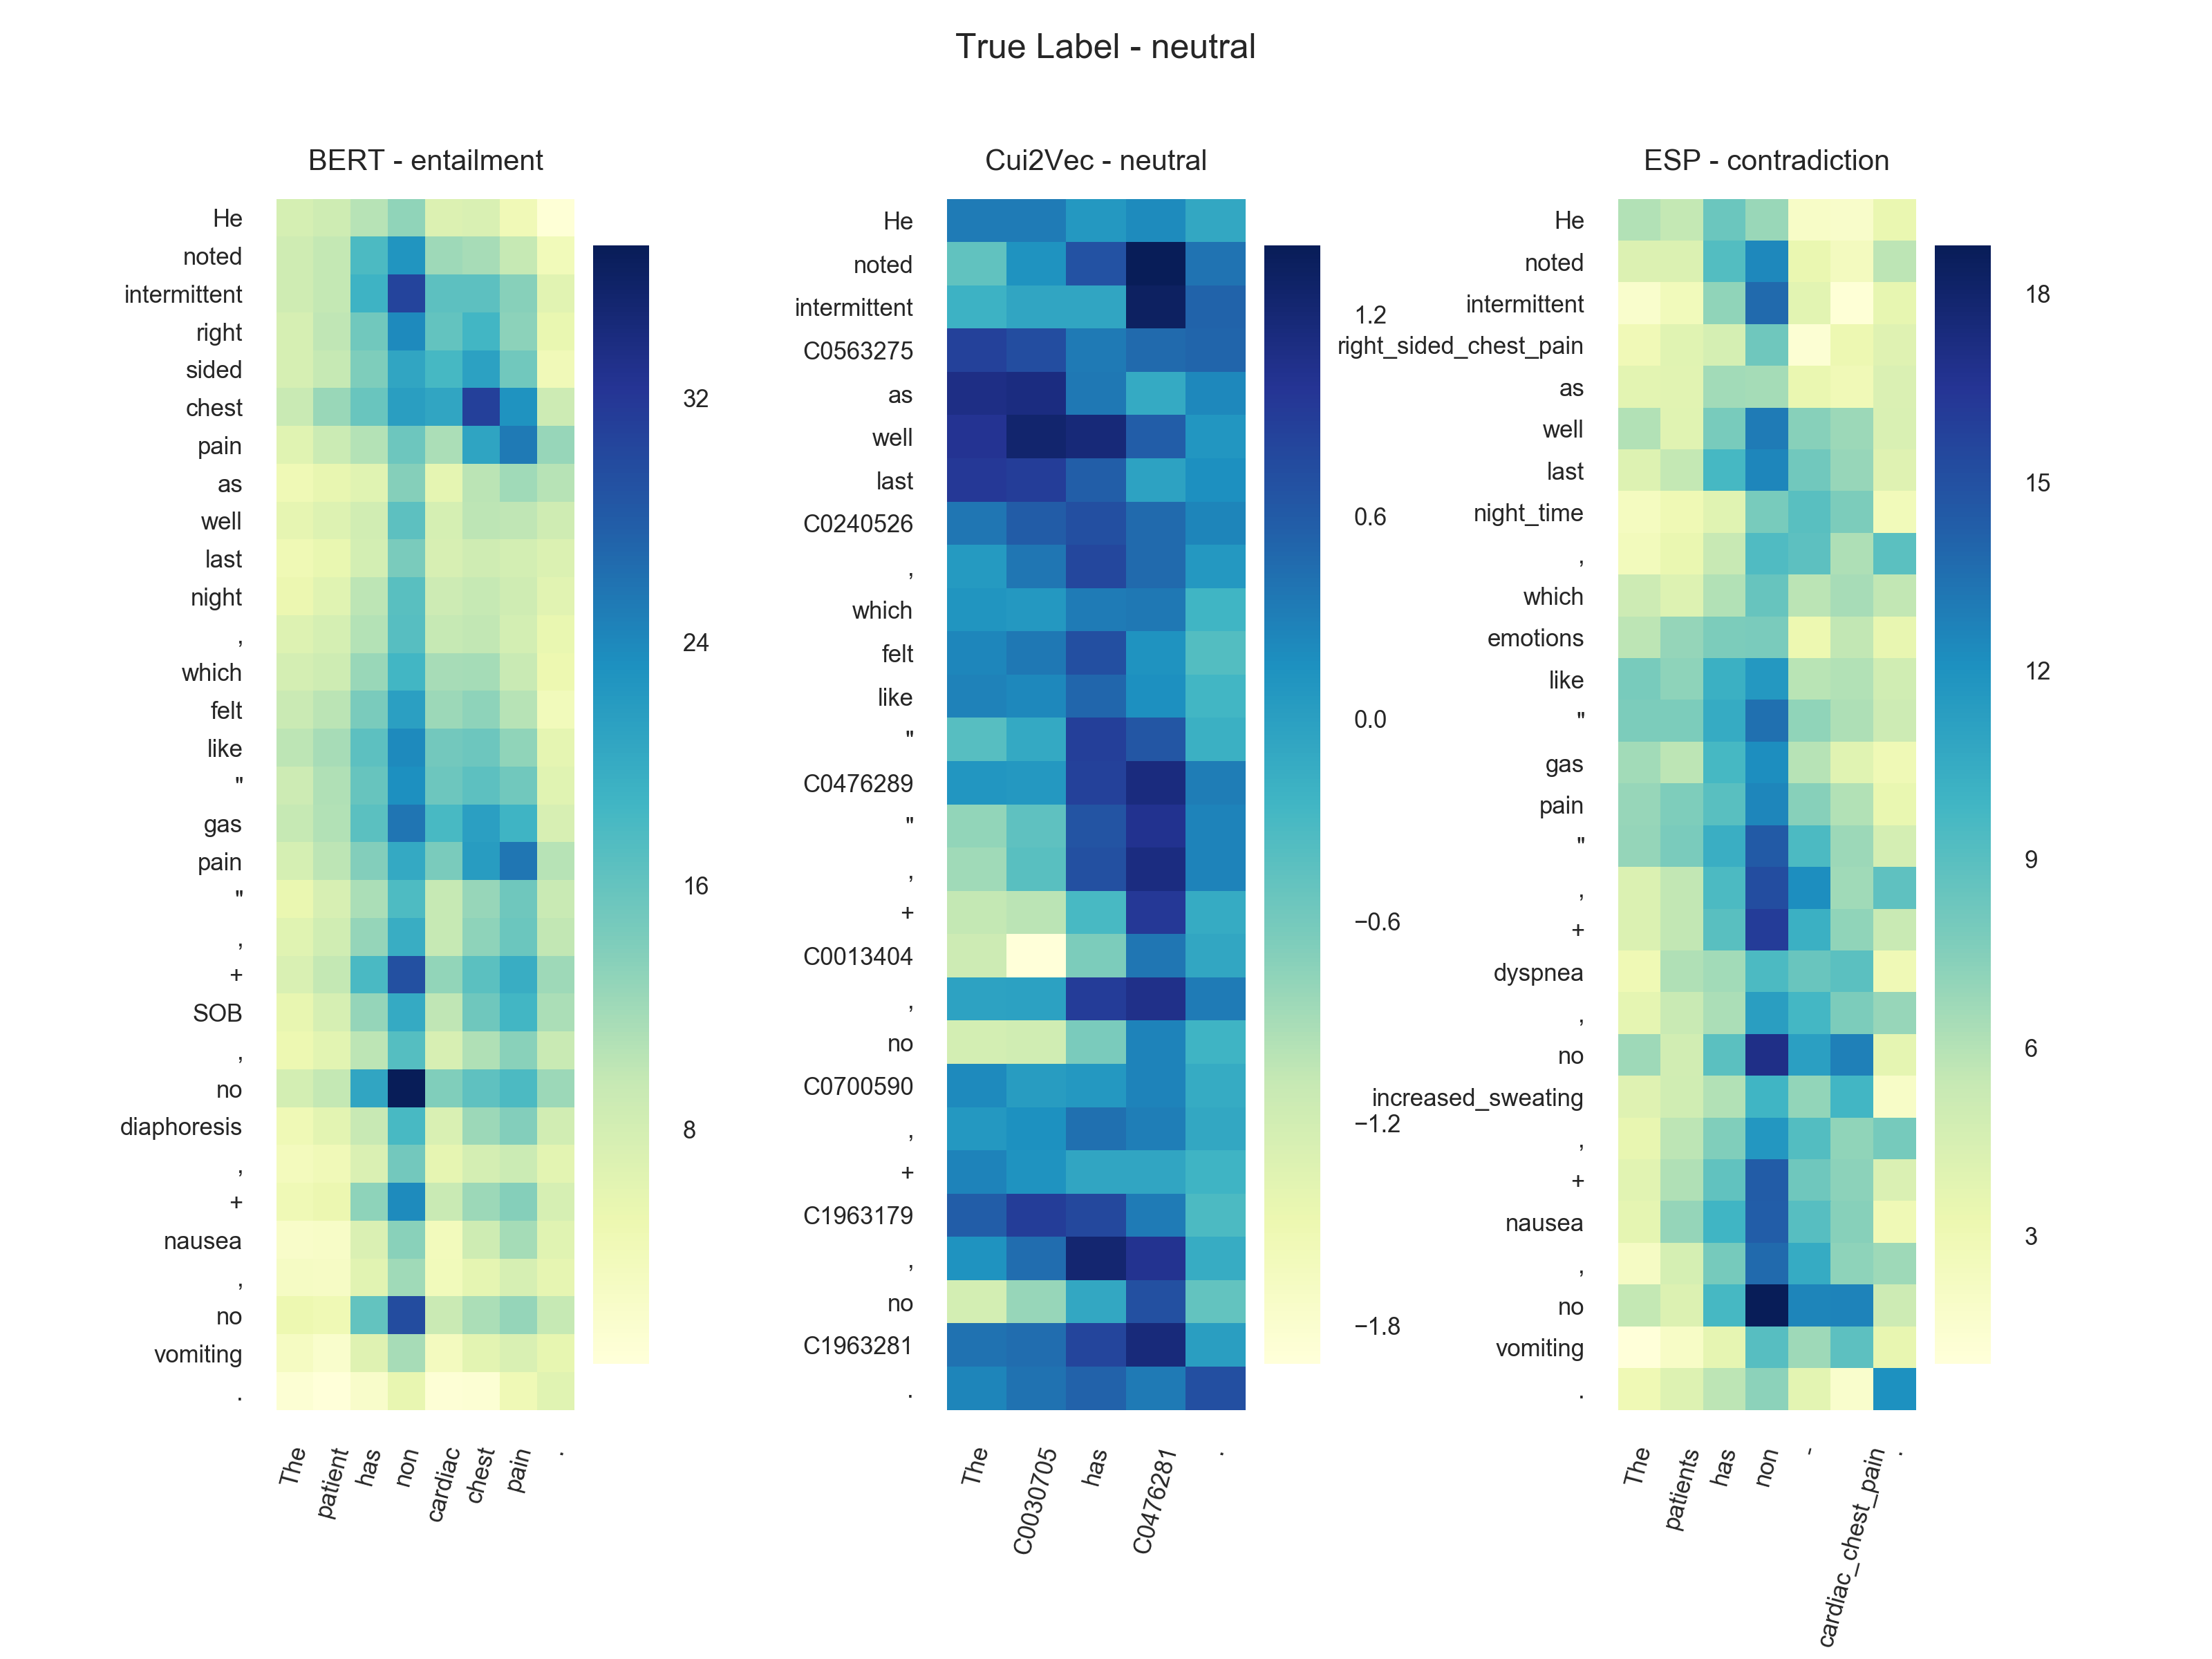 True Label - neutral
BERT - entailment
He
noted
intermittent
right
sided
chest
pain
as
well
last
night
,
which
felt
like
"
gas
pain
"
,
+
SOB
,
no
diaphoresis
,
+
nausea
,
no
vomiting
.
The
patient
has
non
cardiac
chest
pain
.
32
24
16
8
Cui2Vec - neutral
He
noted
intermittent
C0563275
as
well
last
C0240526
,
which
felt
like
"
C0476289
"
,
+
C0013404
,
no
C0700590
,
+
C1963179
,
no
C1963281
.
The
C0030705
has
C0476281
.
1.2
0.6
0.0
−0.6
−1.2
−1.8
ESP - contradiction
He
noted
intermittent
right_sided_chest_pain
as
well
last
night_time
,
which
emotions
like
"
gas
pain
"
,
+
dyspnea
,
no
increased_sweating
,
+
nausea
,
no
vomiting
.
The
patients
has
non
-
cardiac_chest_pain
.
18
15
12
9
6
3